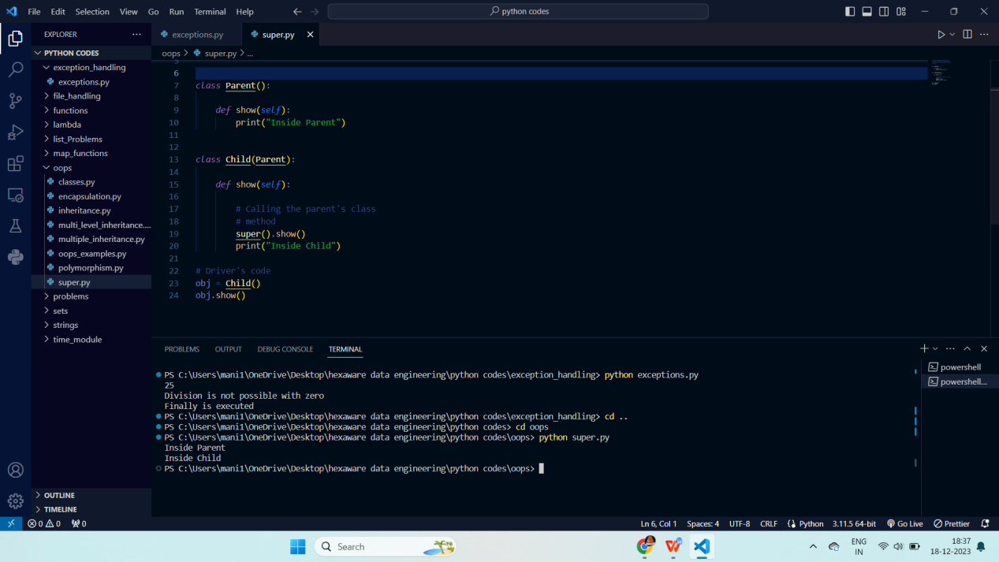 File Edit Selection View Go Run Terminal Help
python codes
EXPLORER
exceptions.py
super.py
PYTHON CODES
oops > super.py > ...
exception_handling
exceptions.py
file_handling
functions
lambda
list_Problems
map_functions
oops
classes.py
encapsulation.py
inheritance.py
multi_level_inheritance....
multiple_inheritance.py
oops_examples.py
polymorphism.py
super.py
problems
sets
strings
time_module
OUTLINE
TIMELINE
5
6
7 class Parent():
8
9 def show(self):
10 print("Inside Parent")
11
12
13 class Child(Parent):
14
15 def show(self):
16
17 # Calling the parent's class
18 # method
19 super().show()
20 print("Inside Child")
21
22 # Driver's code
23 obj = Child()
24 obj.show()
PROBLEMS OUTPUT DEBUG CONSOLE TERMINAL
powershell
powershell...
PS C:\Users\mani1\OneDrive\Desktop\hexaware data engineering\python codes\exception_handling> python exceptions.py
25
Division is not possible with zero
Finally is executed
PS C:\Users\mani1\OneDrive\Desktop\hexaware data engineering\python codes\exception_handling> cd ..
PS C:\Users\mani1\OneDrive\Desktop\hexaware data engineering\python codes> cd oops
PS C:\Users\mani1\OneDrive\Desktop\hexaware data engineering\python codes\oops> python super.py
Inside Parent
Inside Child
PS C:\Users\mani1\OneDrive\Desktop\hexaware data engineering\python codes\oops>
0 0 0
Ln 6, Col 1 Spaces: 4 UTF-8 CRLF Python 3.11.5 64-bit Go Live Prettier
Search
ENG
IN
18:37
18-12-2023